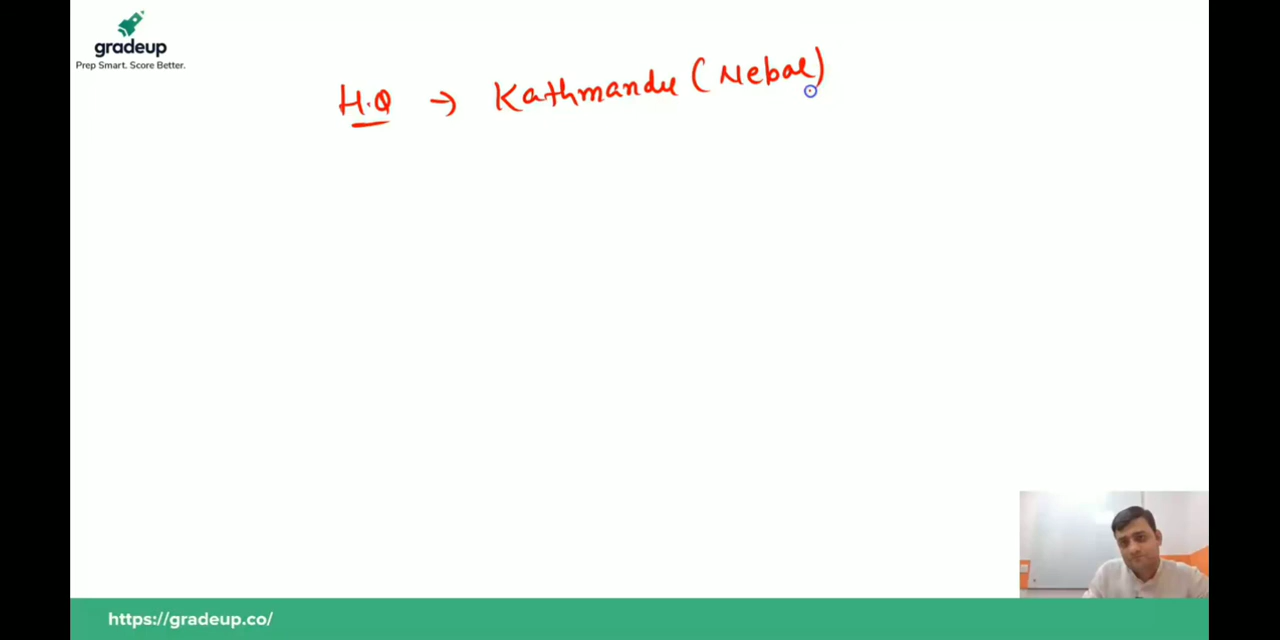 gradeup
Prep Smart. Score Better.
H.Q → Kathmandu (Nebal)
https://gradeup.co/